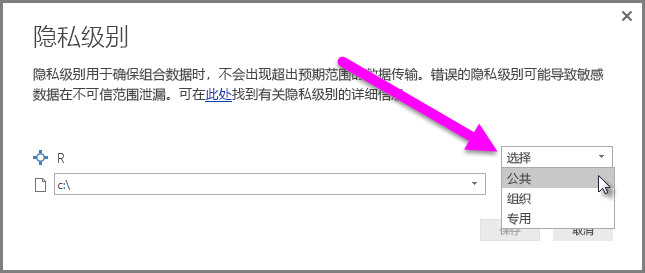 隐私级别
隐私级别用于确保组合数据时，不会出现超出预期范围的数据传输。错误的隐私级别可能导致敏感
数据在不可信范围泄漏。可在此处找到有关隐私级别的详细信息
R
选择
c:\
公共
组织
专用
保存
取消